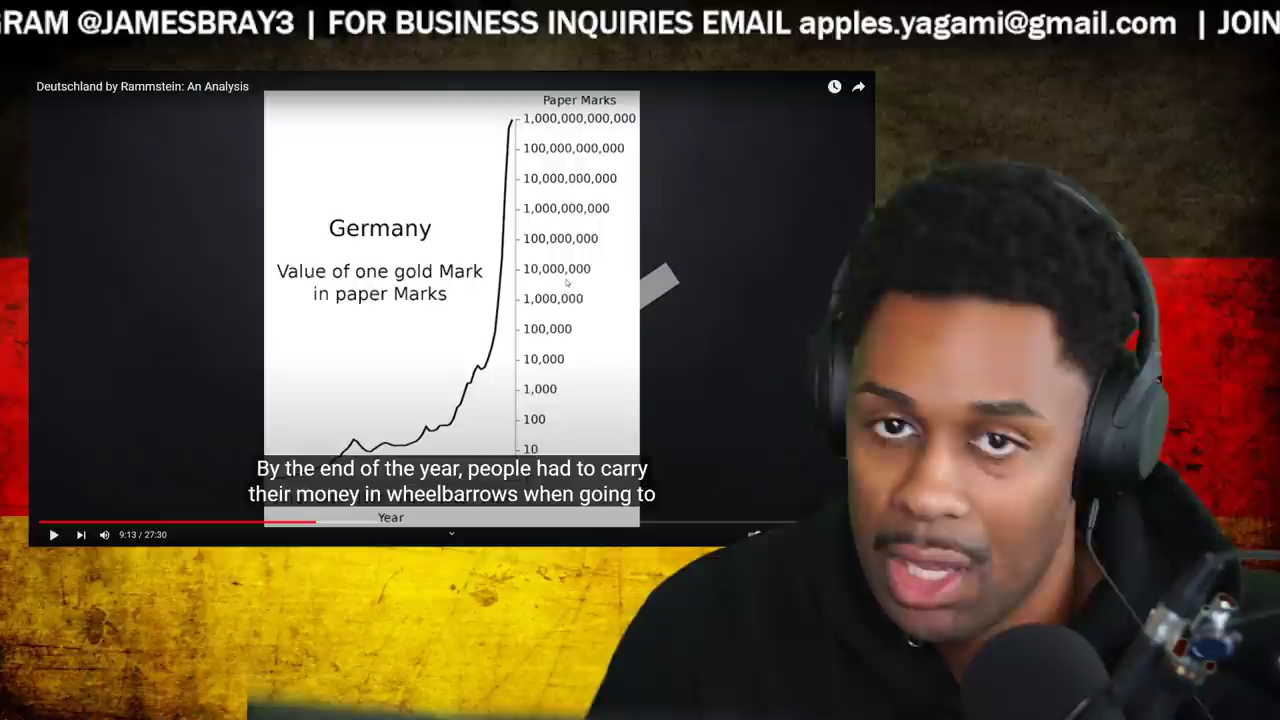 GRAM @JAMESBRAY3 | FOR BUSINESS INQUIRIES EMAIL apples.yagami@gmail.com | JOIN
Deutschland by Rammstein: An Analysis
Paper Marks
1,000,000,000,000
100,000,000,000
10,000,000,000
1,000,000,000
100,000,000
10,000,000
1,000,000
100,000
10,000
1,000
100
10
Germany
Value of one gold Mark
in paper Marks
By the end of the year, people had to carry
their money in wheelbarrows when going to
Year
9:13 / 27:30